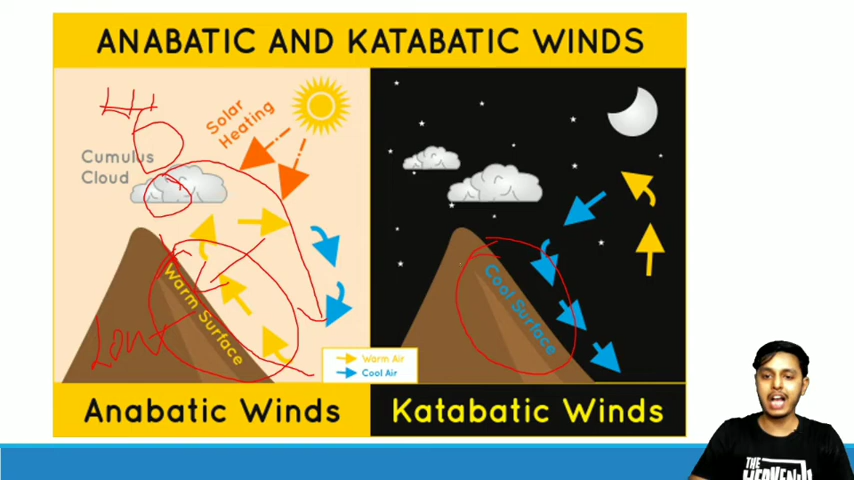 ANABATIC AND KATABATIC WINDS
Solar
Heating
Cumulus
Cloud
Warm Surface
Cool Surface
Warm Air
Cool Air
Anabatic Winds
Katabatic Winds
THE